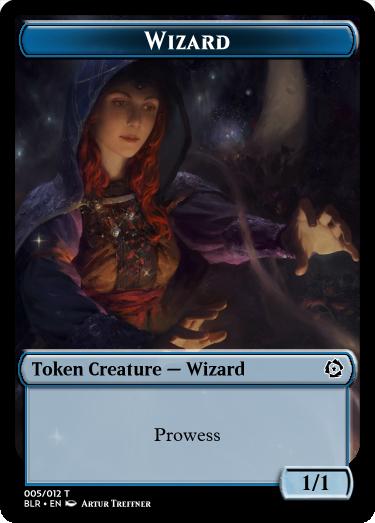 Wizard
Token Creature — Wizard
Prowess
1/1
005/012 T
BLR • EN Artur Treffner